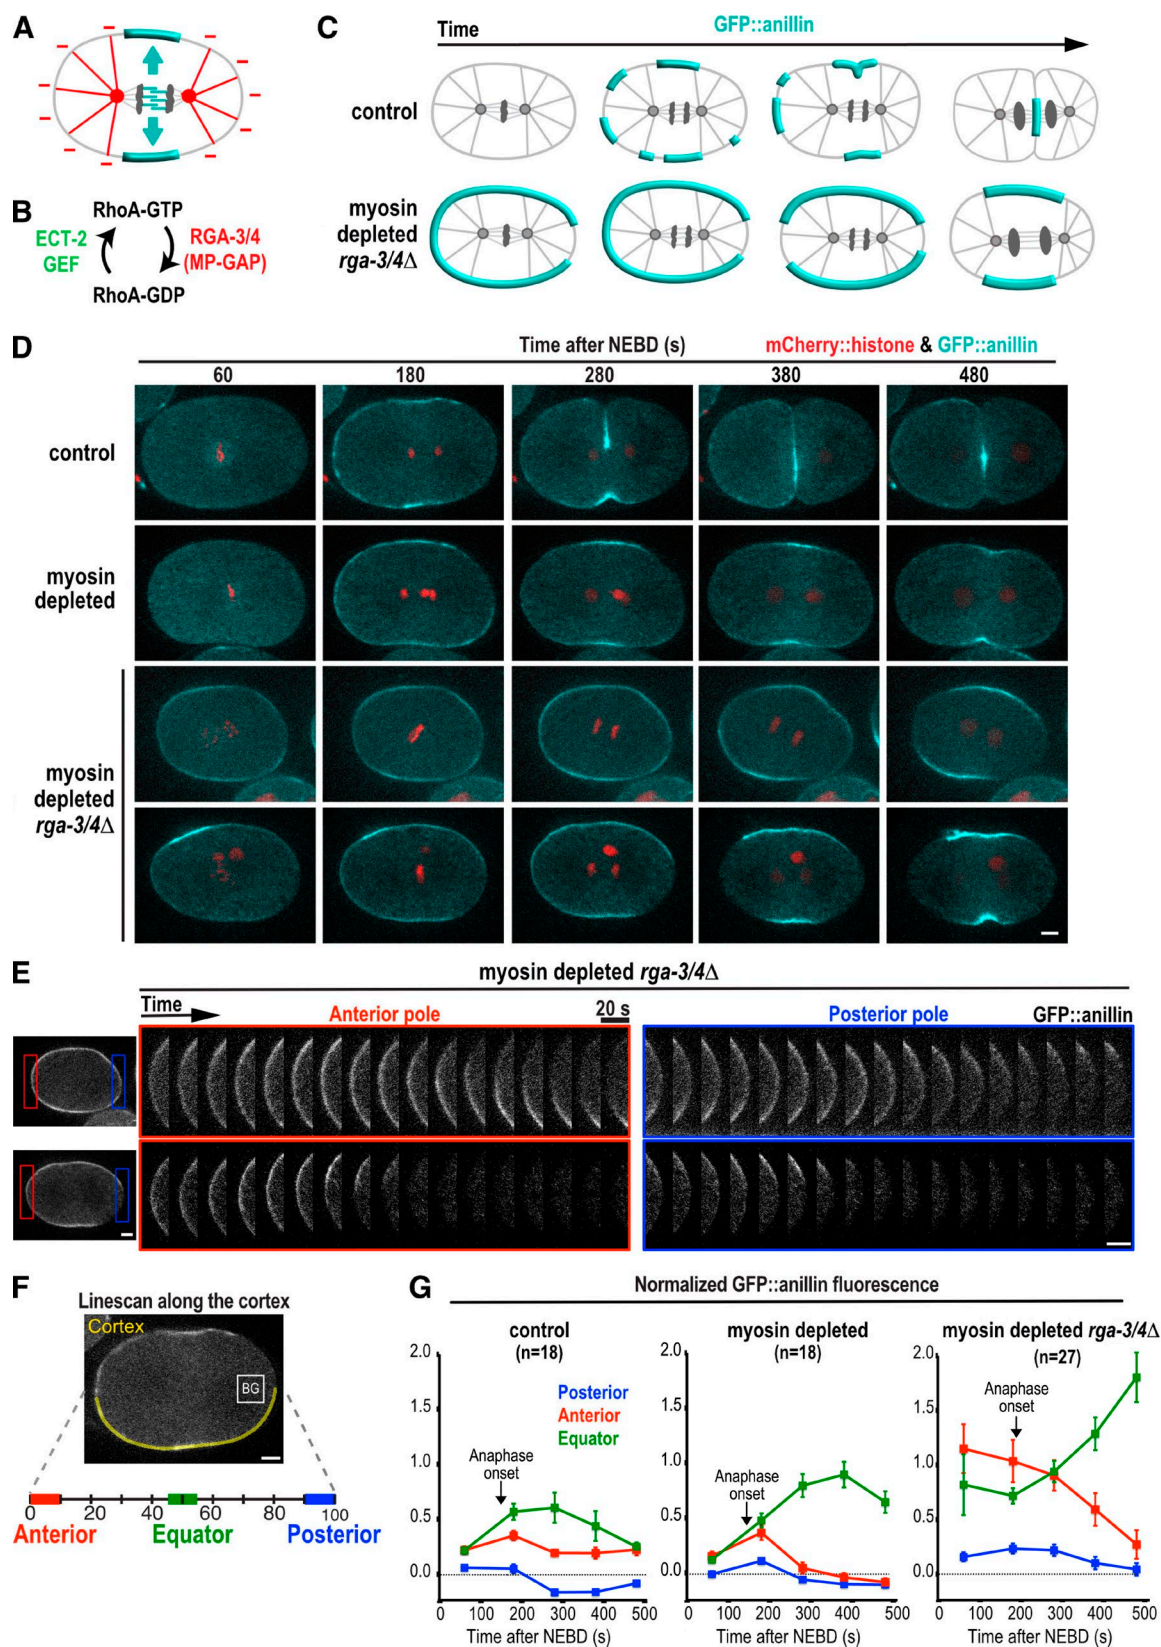 A
B
RhoA-GTP
ECT-2
GEF
RGA-3/4
(MP-GAP)
RhoA-GDP
C
Time
GFP::anillin
control
myosin
depleted
rga-3/4Δ
D
Time after NEBD (s)
mCherry::histone & GFP::anillin
60 180 280 380 480
control
myosin
depleted
myosin
depleted
rga-3/4Δ
E
myosin depleted rga-3/4Δ
Time
Anterior pole
20 s
Posterior pole
GFP::anillin
F
Linescan along the cortex
Cortex
BG
0 20 40 60 80 100
Anterior Equator Posterior
G
Normalized GFP::anillin fluorescence
control
(n=18)
2.0
1.5
1.0
0.5
0.0
Posterior
Anterior
Equator
Anaphase
onset
0 100 200 300 400 500
Time after NEBD (s)
myosin depleted
(n=18)
2.0
1.5
1.0
0.5
0.0
Anaphase
onset
0 100 200 300 400 500
Time after NEBD (s)
myosin depleted rga-3/4Δ
(n=27)
2.0
1.5
1.0
0.5
0.0
Anaphase
onset
0 100 200 300 400 500
Time after NEBD (s)